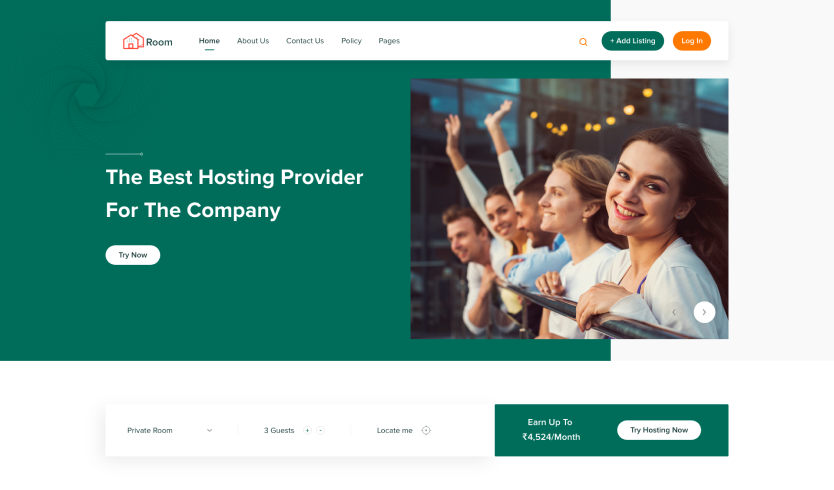 Room
Home About Us Contact Us Policy Pages
+ Add Listing Log In
The Best Hosting Provider
For The Company
Try Now
Private Room 3 Guests + - Locate me
Earn Up To
₹4,524/Month
Try Hosting Now